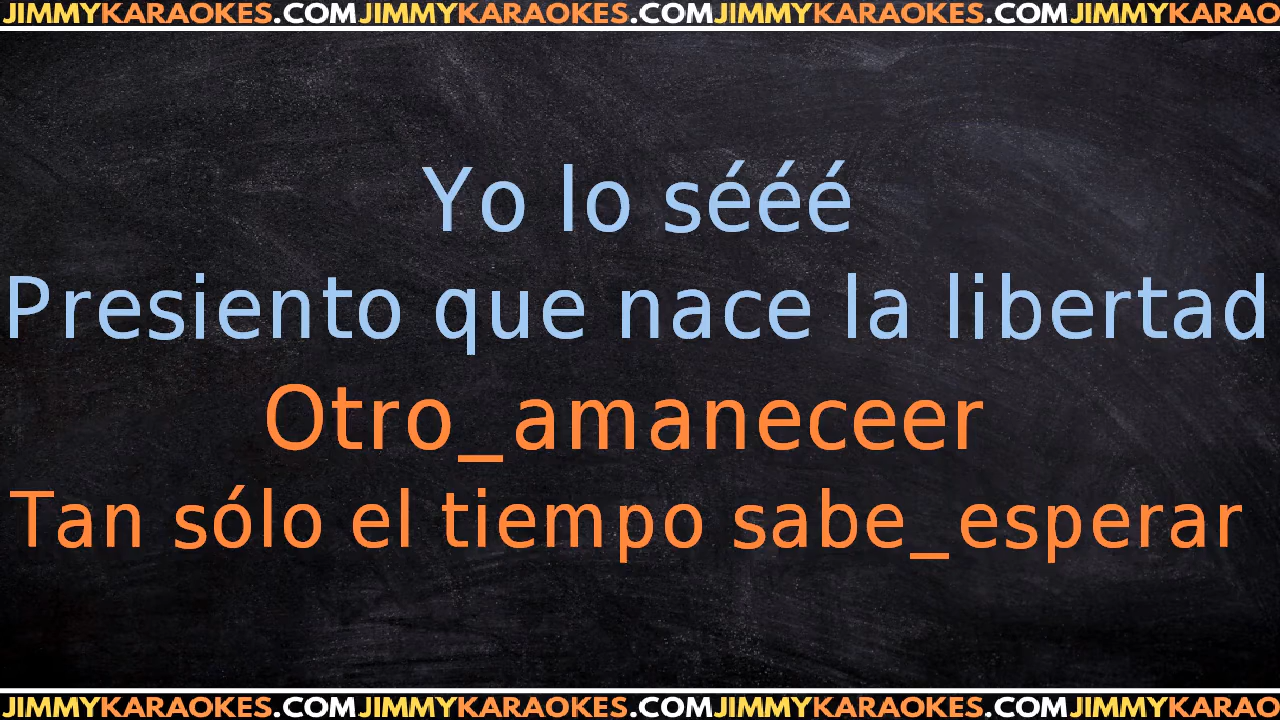 JIMMYKARAOKES.COMJIMMYKARAOKES.COMJIMMYKARAOKES.COMJIMMYKARAO
Yo lo sééé
Presiento que nace la libertad
Otro_amaneceer
Tan sólo el tiempo sabe_esperar
JIMMYKARAOKES.COMJIMMYKARAOKES.COMJIMMYKARAOKES.COMJIMMYKARAO